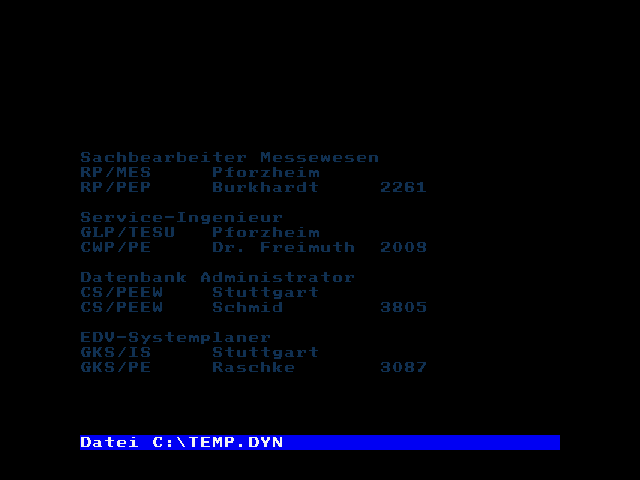 Sachbearbeiter Messewesen
RP/MES Pforzheim
RP/PEP Burkhardt 2261
Service-Ingenieur
GLP/TESU Pforzheim
CWP/PE Dr. Freimuth 2008
Datenbank Administrator
CS/PEEW Stuttgart
CS/PEEW Schmid 3805
EDV-Systemplaner
GKS/IS Stuttgart
GKS/PE Raschke 3087
Datei C:\TEMP.DYN